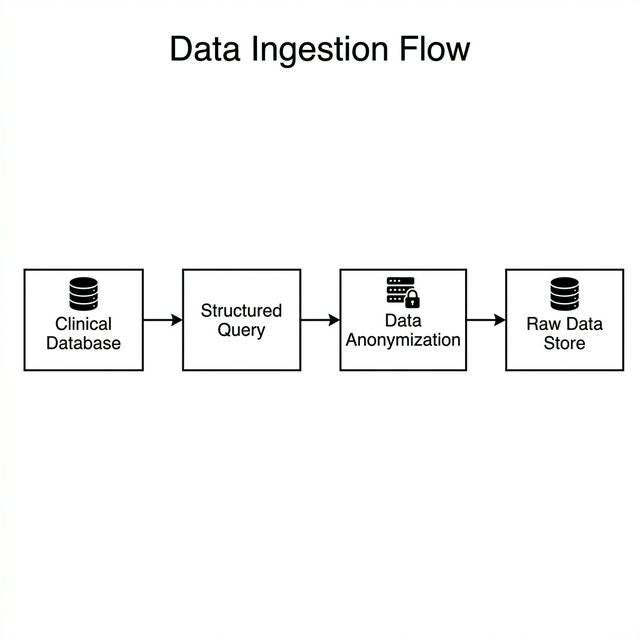 Data Ingestion Flow
Clinical
Database
Structured
Query
Data
Anonymization
Raw Data
Store